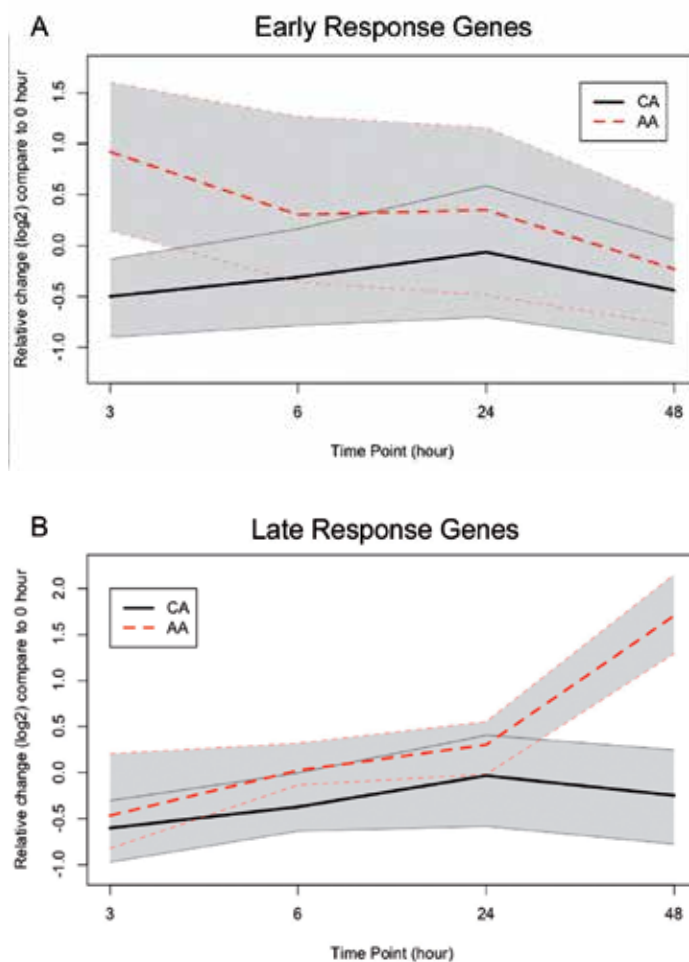 A
Early Response Genes
Relative change (log2) compare to 0 hour
1.5
1.0
0.5
0.0
-0.5
-1.0
CA
AA
3 6 24 48
Time Point (hour)
B
Late Response Genes
Relative change (log2) compare to 0 hour
2.0
1.5
1.0
0.5
0.0
-0.5
-1.0
CA
AA
3 6 24 48
Time Point (hour)